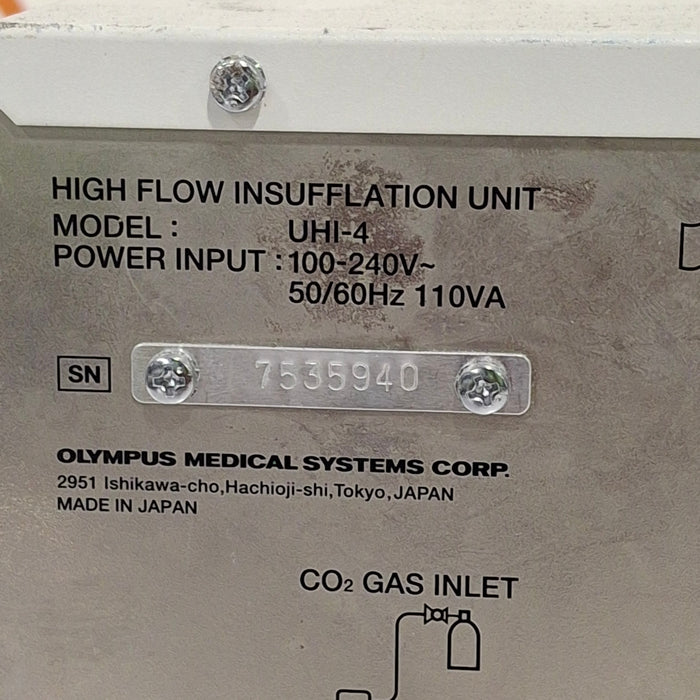 HIGH FLOW INSUFFLATION UNIT
MODEL : UHI-4
POWER INPUT : 100-240V~
50/60Hz 110VA
SN 7535940
OLYMPUS MEDICAL SYSTEMS CORP.
2951 Ishikawa-cho,Hachioji-shi,Tokyo,JAPAN
MADE IN JAPAN
CO₂ GAS INLET